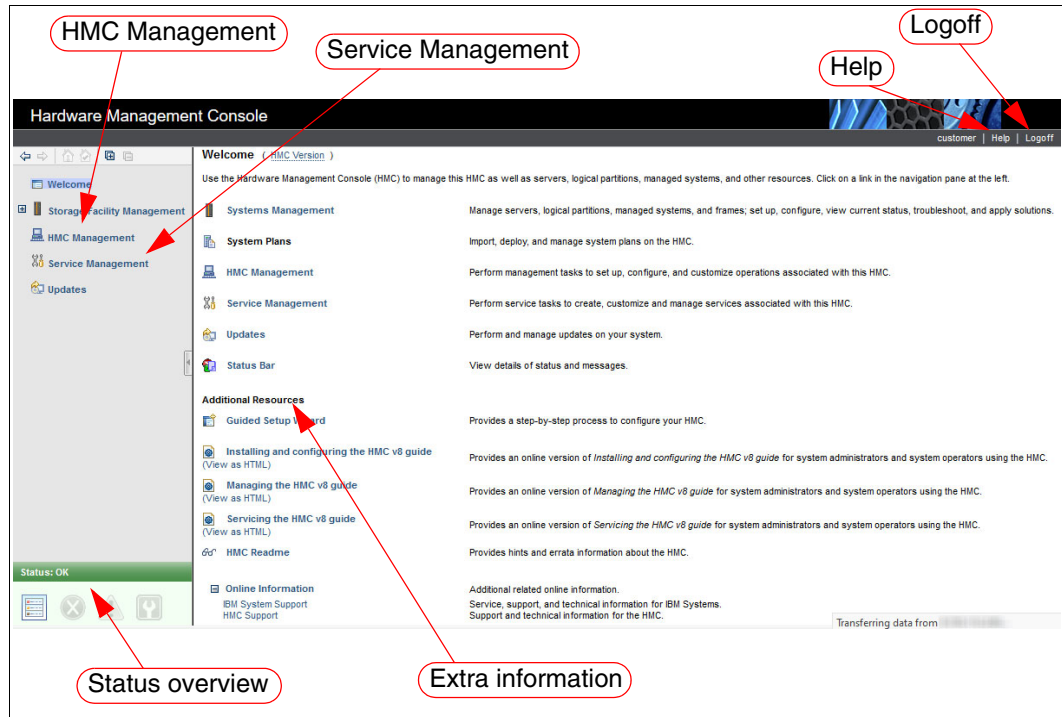 HMC Management
Service Management
Logoff
Help
Hardware Management Console
customer | Help | Logoff
Welcome ( HMC Version )
Use the Hardware Management Console (HMC) to manage this HMC as well as servers, logical partitions, managed systems, and other resources. Click on a link in the navigation pane at the left.
Welcome
Storage Facility Management
HMC Management
Service Management
Updates
Systems Management Manage servers, logical partitions, managed systems, and frames; set up, configure, view current status, troubleshoot, and apply solutions.
System Plans Import, deploy, and manage system plans on the HMC.
HMC Management Perform management tasks to set up, configure, and customize operations associated with this HMC.
Service Management Perform service tasks to create, customize and manage services associated with this HMC.
Updates Perform and manage updates on your system.
Status Bar View details of status and messages.
Additional Resources
Guided Setup Wizard Provides a step-by-step process to configure your HMC.
Installing and configuring the HMC v8 guide
(View as HTML) Provides an online version of Installing and configuring the HMC v8 guide for system administrators and system operators using the HMC.
Managing the HMC v8 guide
(View as HTML) Provides an online version of Managing the HMC v8 guide for system administrators and system operators using the HMC.
Servicing the HMC v8 guide
(View as HTML) Provides an online version of Servicing the HMC v8 guide for system administrators and system operators using the HMC.
HMC Readme Provides hints and errata information about the HMC.
Online Information Additional related online information.
IBM System Support Service, support, and technical information for IBM Systems.
HMC Support Support and technical information for the HMC.
Status: OK
Transferring data from
Status overview
Extra information